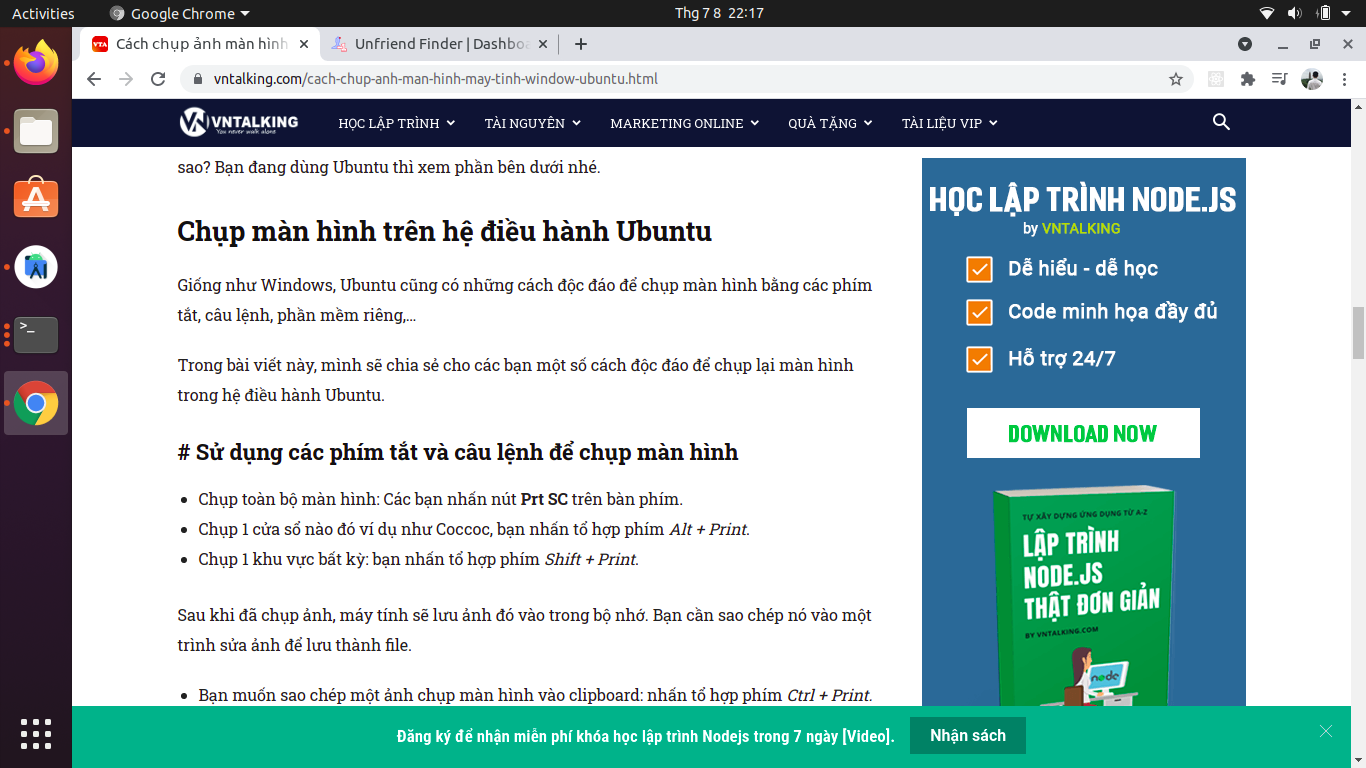 Activities
Google Chrome
Thg 7 8 22:17
Cách chụp ảnh màn hình
Unfriend Finder | Dashboa
vntalking.com/cach-chup-anh-man-hinh-may-tinh-window-ubuntu.html
VNTALKING
You never walk alone
HỌC LẬP TRÌNH
TÀI NGUYÊN
MARKETING ONLINE
QUÀ TẶNG
TÀI LIỆU VIP
sao? Bạn đang dùng Ubuntu thì xem phần bên dưới nhé.
Chụp màn hình trên hệ điều hành Ubuntu
Giống như Windows, Ubuntu cũng có những cách độc đáo để chụp màn hình bằng các phím
tắt, câu lệnh, phần mềm riêng,…
Trong bài viết này, mình sẽ chia sẻ cho các bạn một số cách độc đáo để chụp lại màn hình
trong hệ điều hành Ubuntu.
# Sử dụng các phím tắt và câu lệnh để chụp màn hình
Chụp toàn bộ màn hình: Các bạn nhấn nút Prt SC trên bàn phím.
Chụp 1 cửa sổ nào đó ví dụ như Coccoc, bạn nhấn tổ hợp phím Alt + Print.
Chụp 1 khu vực bất kỳ: bạn nhấn tổ hợp phím Shift + Print.
Sau khi đã chụp ảnh, máy tính sẽ lưu ảnh đó vào trong bộ nhớ. Bạn cần sao chép nó vào một
trình sửa ảnh để lưu thành file.
Bạn muốn sao chép một ảnh chụp màn hình vào clipboard: nhấn tổ hợp phím Ctrl + Print.
HỌC LẬP TRÌNH NODE.JS
by VNTALKING
Dễ hiểu - dễ học
Code minh họa đầy đủ
Hỗ trợ 24/7
DOWNLOAD NOW
TỰ XÂY DỰNG ỨNG DỤNG TỪ A-Z
LẬP TRÌNH
NODE.JS
THẬT ĐƠN GIẢN
BY VNTALKING.COM
node
Đăng ký để nhận miễn phí khóa học lập trình Nodejs trong 7 ngày [Video].
Nhận sách